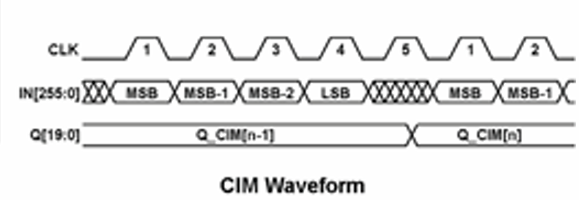 CLK 1 2 3 4 5 1 2
IN[255:0] MSB MSB-1 MSB-2 LSB MSB MSB-1
Q[19:0] Q_CIM[n-1] Q_CIM[n]
CIM Waveform